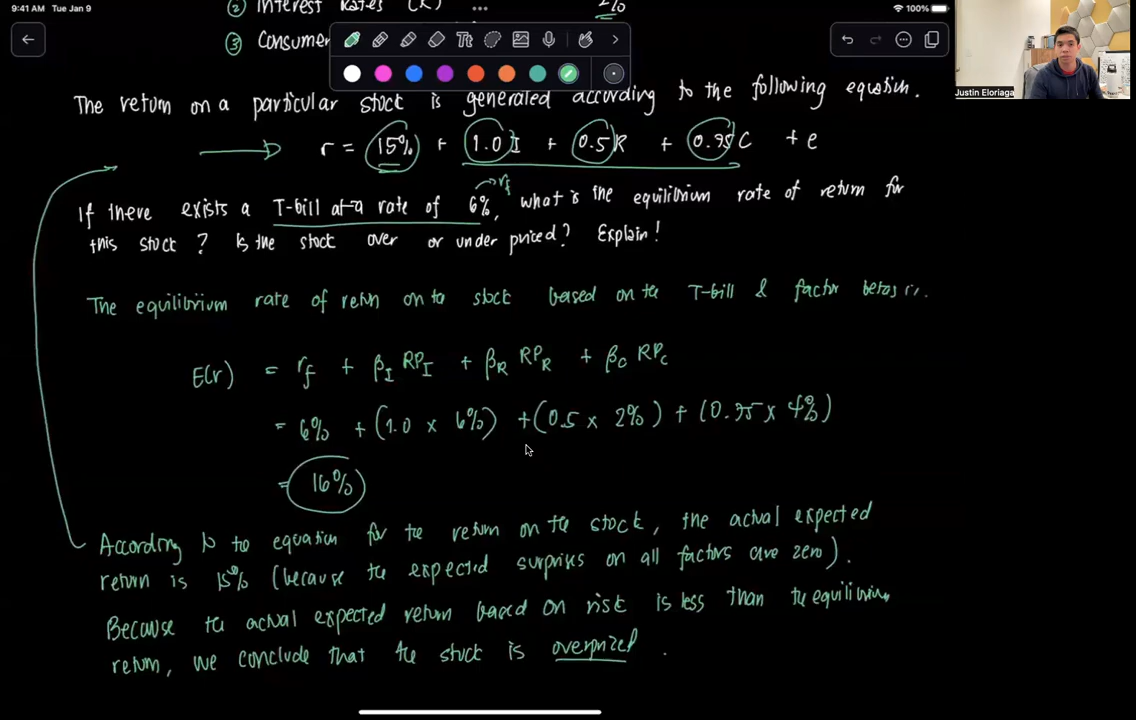 9:41 AM Tue Jan 9
100%
② Interest Rates (R) 2%
③ Consumer
Justin Eloriaga
The return on a particular stock is generated according to the following equation.
r = 15% + 1.0 I + 0.5 R + 0.75 C + e
If there exists a T-bill at a rate of 6%, → rf what is the equilibrium rate of return for
this stock? Is the stock over or under priced? Explain!
The equilibrium rate of return on the stock based on the T-bill & factor betas is.
E(r) = rf + βI RPI + βR RPR + βC RPC
= 6% + (1.0 × 6%) + (0.5 × 2%) + (0.75 × 4%)
= 16%
According to the equation for the return on the stock, the actual expected
return is 15% (because the expected surprises on all factors are zero).
Because the actual expected return based on risk is less than the equilibrium
return, we conclude that the stock is overpriced.